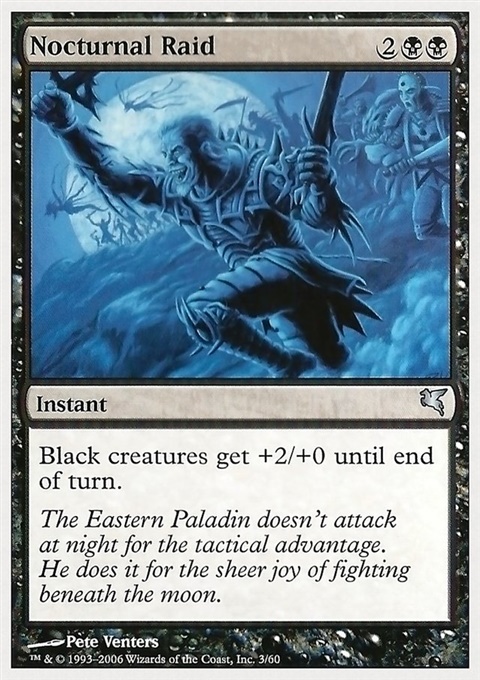 Nocturnal Raid 2
Instant
Black creatures get +2/+0 until end
of turn.
The Eastern Paladin doesn't attack
at night for the tactical advantage.
He does it for the sheer joy of fighting
beneath the moon.
Pete Venters
™ & © 1993–2006 Wizards of the Coast, Inc. 3/60